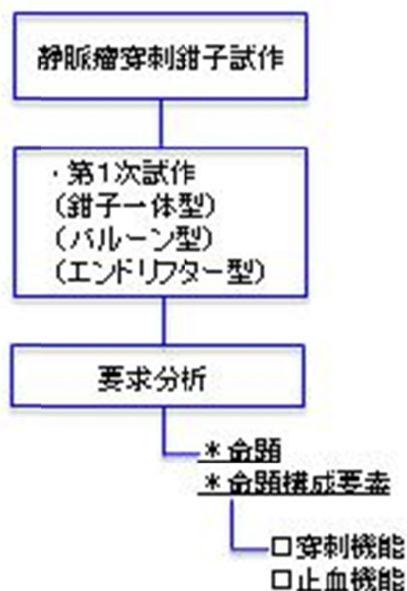 静脈瘤穿刺鉗子試作
・第1次試作
（鉗子一体型）
（バルーン型）
（エンドリフター型）
要求分析
＊命題
＊命題構成要素
□穿刺機能
□止血機能